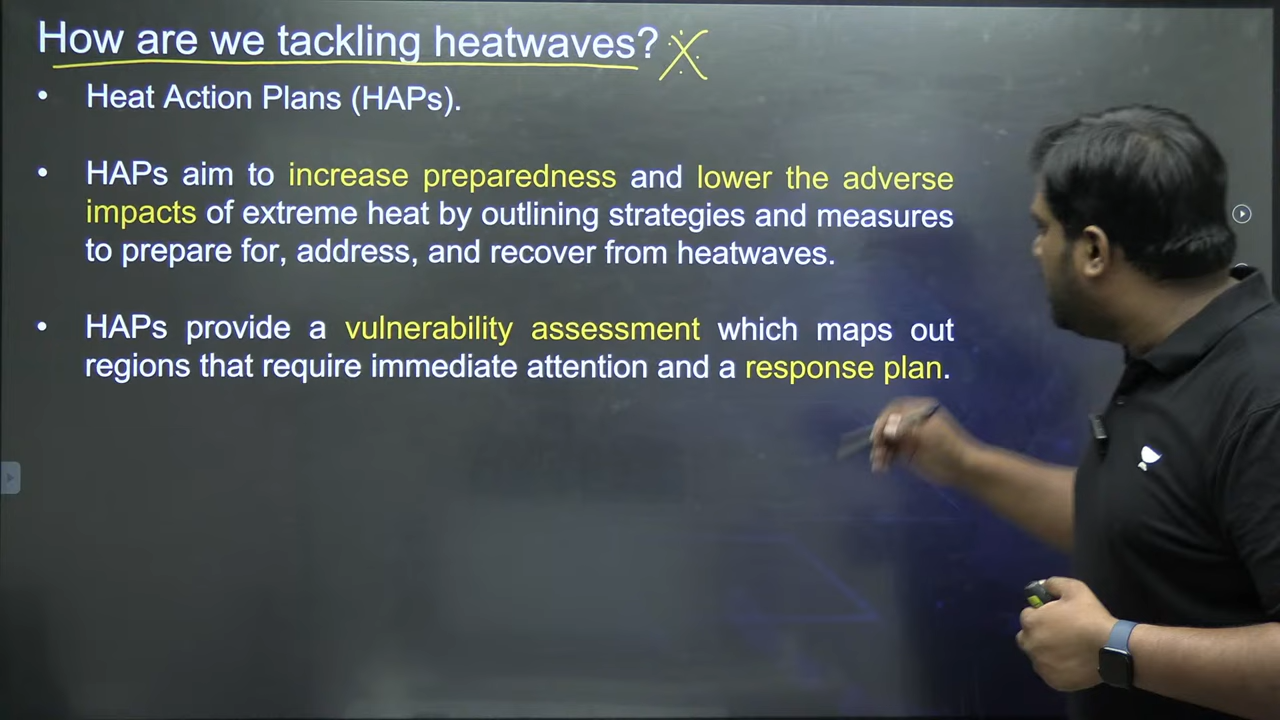 How are we tackling heatwaves?
• Heat Action Plans (HAPs).
• HAPs aim to increase preparedness and lower the adverse
impacts of extreme heat by outlining strategies and measures
to prepare for, address, and recover from heatwaves.
• HAPs provide a vulnerability assessment which maps out
regions that require immediate attention and a response plan.